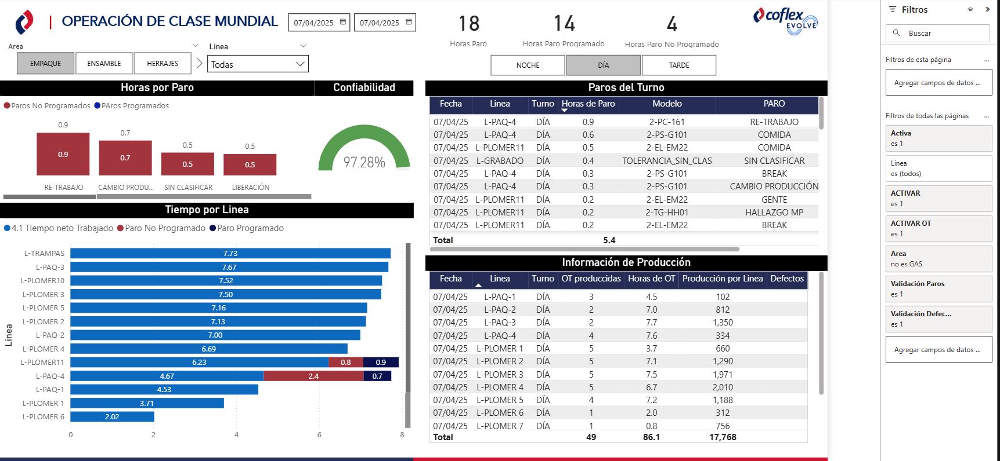 OPERACIÓN DE CLASE MUNDIAL
07/04/2025
07/04/2025
18
Horas Paro
14
Horas Paro Programado
4
Horas Paro No Programado
coflex
EVOLVE
Area
EMPAQUE
ENSAMBLE
HERRAJES
Linea
Todas
NOCHE
DÍA
TARDE
Horas por Paro
Paros No Programados
PAros Programados
0.9
0.7
0.5
0.5
0.9
0.7
0.5
0.5
RE-TRABAJO
CAMBIO PRODU...
SIN CLASIFICAR
LIBERACIÓN
Confiabilidad
97.28%
Tiempo por Linea
4.1 TIempo neto Trabajado
Paro No Programado
Paro Programado
Linea
L-TRAMPAS 7.73
L-PAQ-3 7.67
L-PLOMER10 7.52
L-PLOMER 3 7.50
L-PLOMER 5 7.16
L-PLOMER 2 7.13
L-PAQ-2 7.00
L-PLOMER 4 6.69
L-PLOMER11 6.23 0.8 0.9
L-PAQ-4 4.67 2.4 0.7
L-PAQ-1 4.53
L-PLOMER 1 3.71
L-PLOMER 6 2.02
0 2 4 6 8
Paros del Turno
Fecha Linea Turno Horas de Paro Modelo PARO
07/04/25 L-PAQ-4 DÍA 0.9 2-PC-161 RE-TRABAJO
07/04/25 L-PAQ-4 DÍA 0.6 2-PS-G101 COMIDA
07/04/25 L-PLOMER11 DÍA 0.5 2-EL-EM22 COMIDA
07/04/25 L-GRABADO DÍA 0.4 TOLERANCIA_SIN_CLAS SIN CLASIFICAR
07/04/25 L-PAQ-4 DÍA 0.3 2-PS-G101 BREAK
07/04/25 L-PAQ-4 DÍA 0.3 2-PS-G101 CAMBIO PRODUCCIÓN
07/04/25 L-PLOMER11 DÍA 0.2 2-EL-EM22 GENTE
07/04/25 L-PLOMER11 DÍA 0.2 2-TG-HH01 HALLAZGO MP
07/04/25 L-PLOMER11 DÍA 0.2 2-EL-EM22 BREAK
Total 5.4
Información de Producción
Fecha Linea Turno OT produccidas Horas de OT Producción por Linea Defectos
07/04/25 L-PAQ-1 DÍA 3 4.5 102
07/04/25 L-PAQ-2 DÍA 2 7.0 812
07/04/25 L-PAQ-3 DÍA 2 7.7 1,350
07/04/25 L-PAQ-4 DÍA 4 7.6 334
07/04/25 L-PLOMER 1 DÍA 5 3.7 660
07/04/25 L-PLOMER 2 DÍA 5 7.1 1,290
07/04/25 L-PLOMER 3 DÍA 5 7.5 1,971
07/04/25 L-PLOMER 4 DÍA 5 6.7 2,010
07/04/25 L-PLOMER 5 DÍA 4 7.2 1,188
07/04/25 L-PLOMER 6 DÍA 1 2.0 312
07/04/25 L-PLOMER 7 DÍA 1 0.8 756
Total 49 86.1 17,768
Filtros
Buscar
Filtros de esta página ...
Agregar campos de datos ...
Filtros de todas las páginas ...
Activa
es 1
Linea
es (todos)
ACTIVAR
es 1
ACTIVAR OT
es 1
Area
no es GAS
Validación Paros
es 1
Validación Defec...
es 1
Agregar campos de datos ...